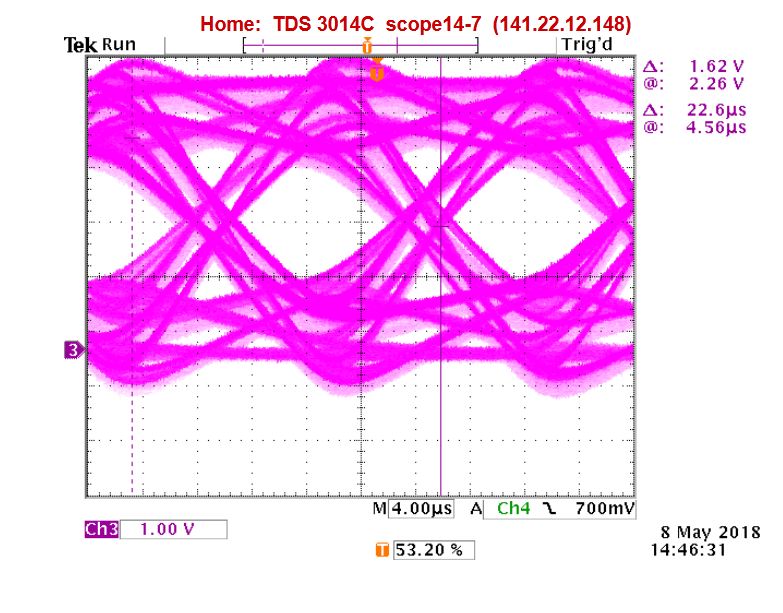 Home: TDS 3014C scope14-7 (141.22.12.148)
Tek Run Trig'd
T
T
Δ: 1.62 V
@: 2.26 V
Δ: 22.6µs
@: 4.56µs
3
M 4.00µs A Ch4 700mV
Ch3 1.00 V
T 53.20 %
8 May 2018
14:46:31